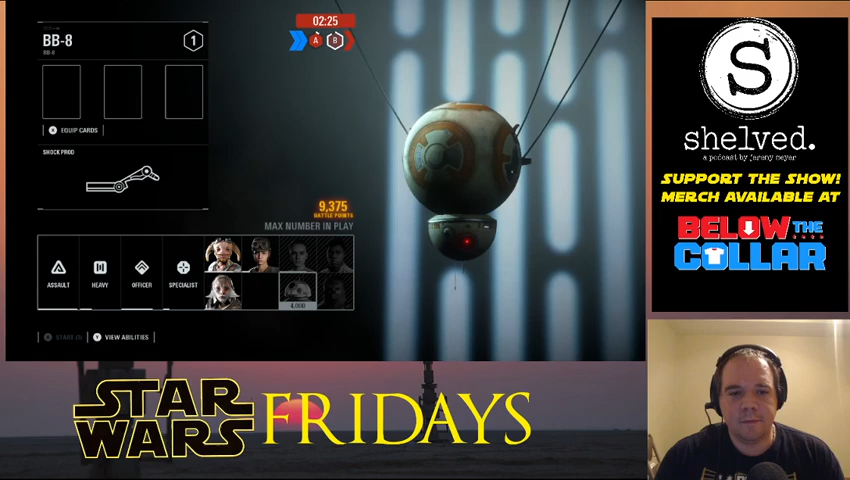 02:25
A
B
BB-8
BB-8
1
EQUIP CARDS
SHOCK PROD
9,375
BATTLE POINTS
MAX NUMBER IN PLAY
ASSAULT
HEAVY
OFFICER
SPECIALIST
4,000
START (5)
VIEW ABILITIES
STAR
WARS
FRIDAYS
S
shelved.
a podcast by jeremy meyer
SUPPORT THE SHOW!
MERCH AVAILABLE AT
BELOW THE
COLLAR